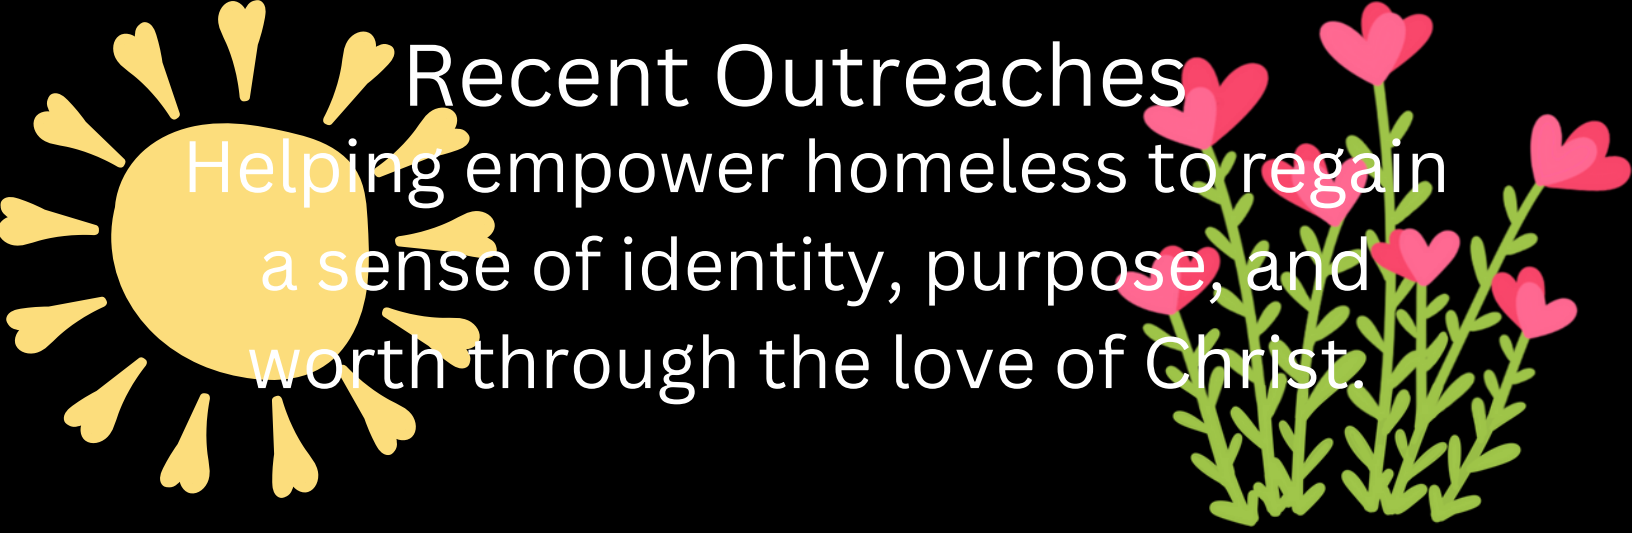 Recent Outreaches
Helping empower homeless to regain
a sense of identity, purpose, and
worth through the love of Christ.